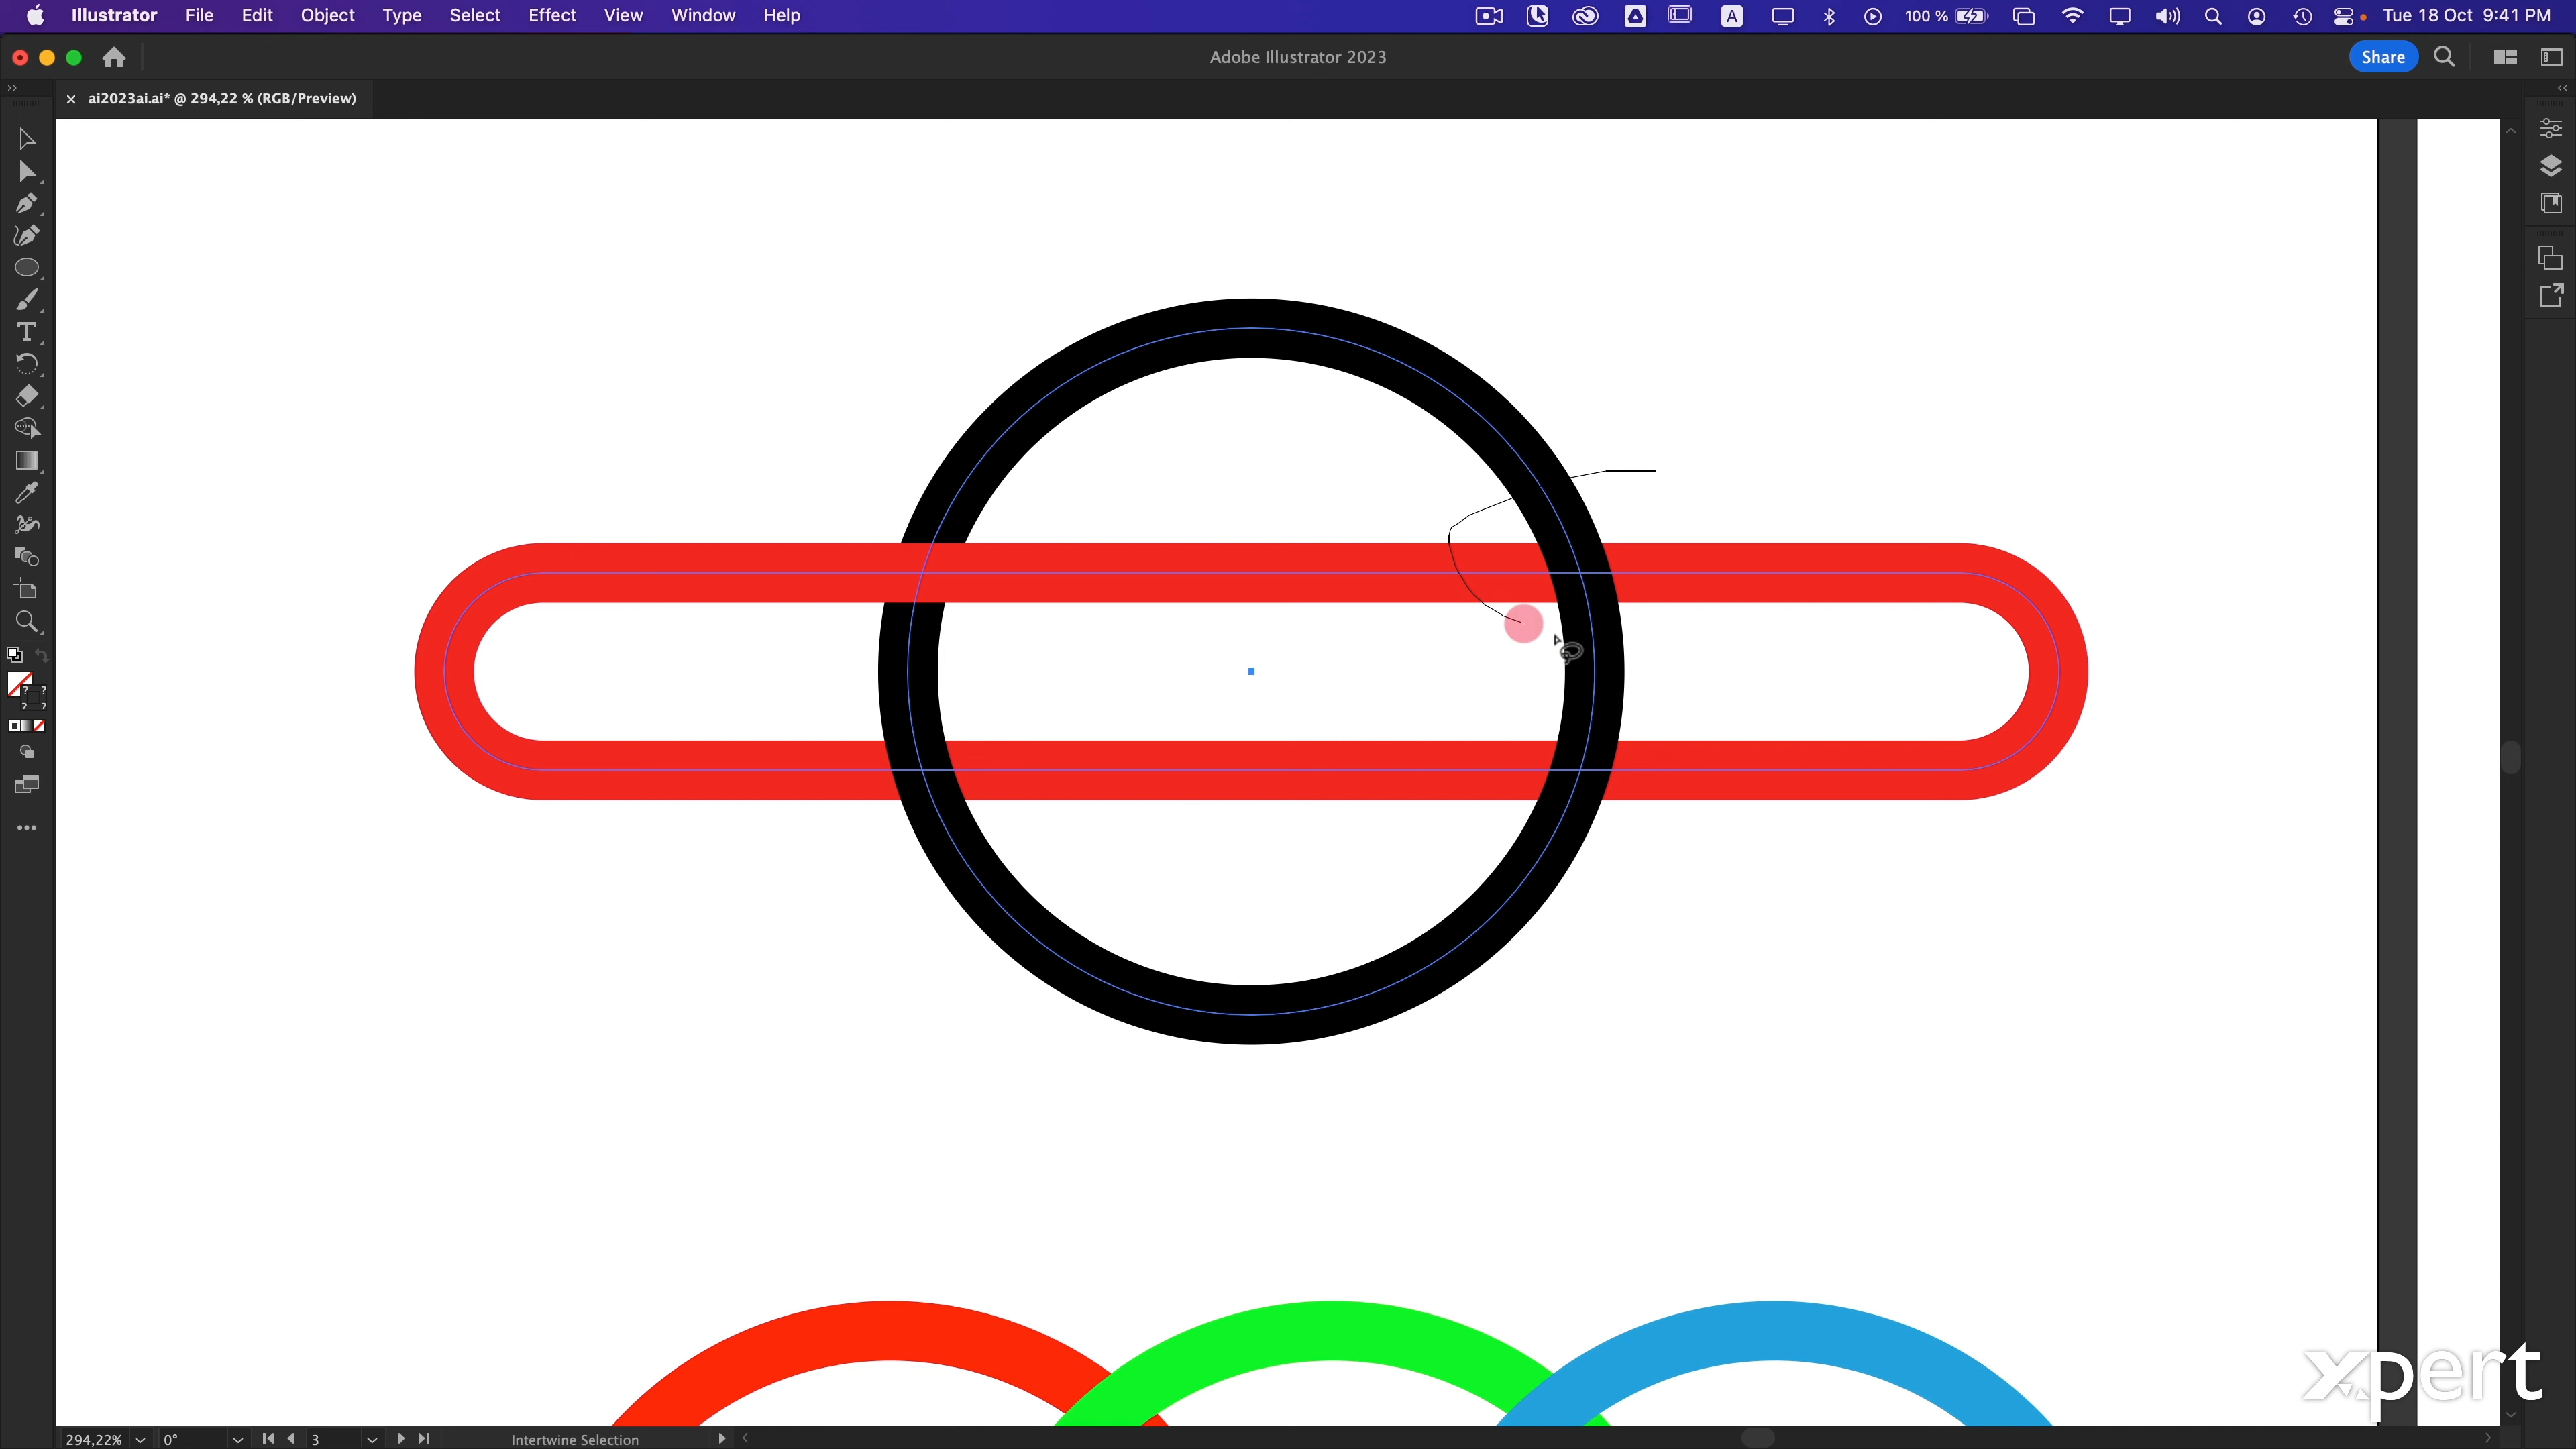 Illustrator File Edit Object Type Select Effect View Window Help
A 100 % Tue 18 Oct 9:41 PM
Adobe Illustrator 2023
Share
× ai2023ai.ai* @ 294,22 % (RGB/Preview)
T
? ?
? ?
294,22% 0° 3 Intertwine Selection
xpert